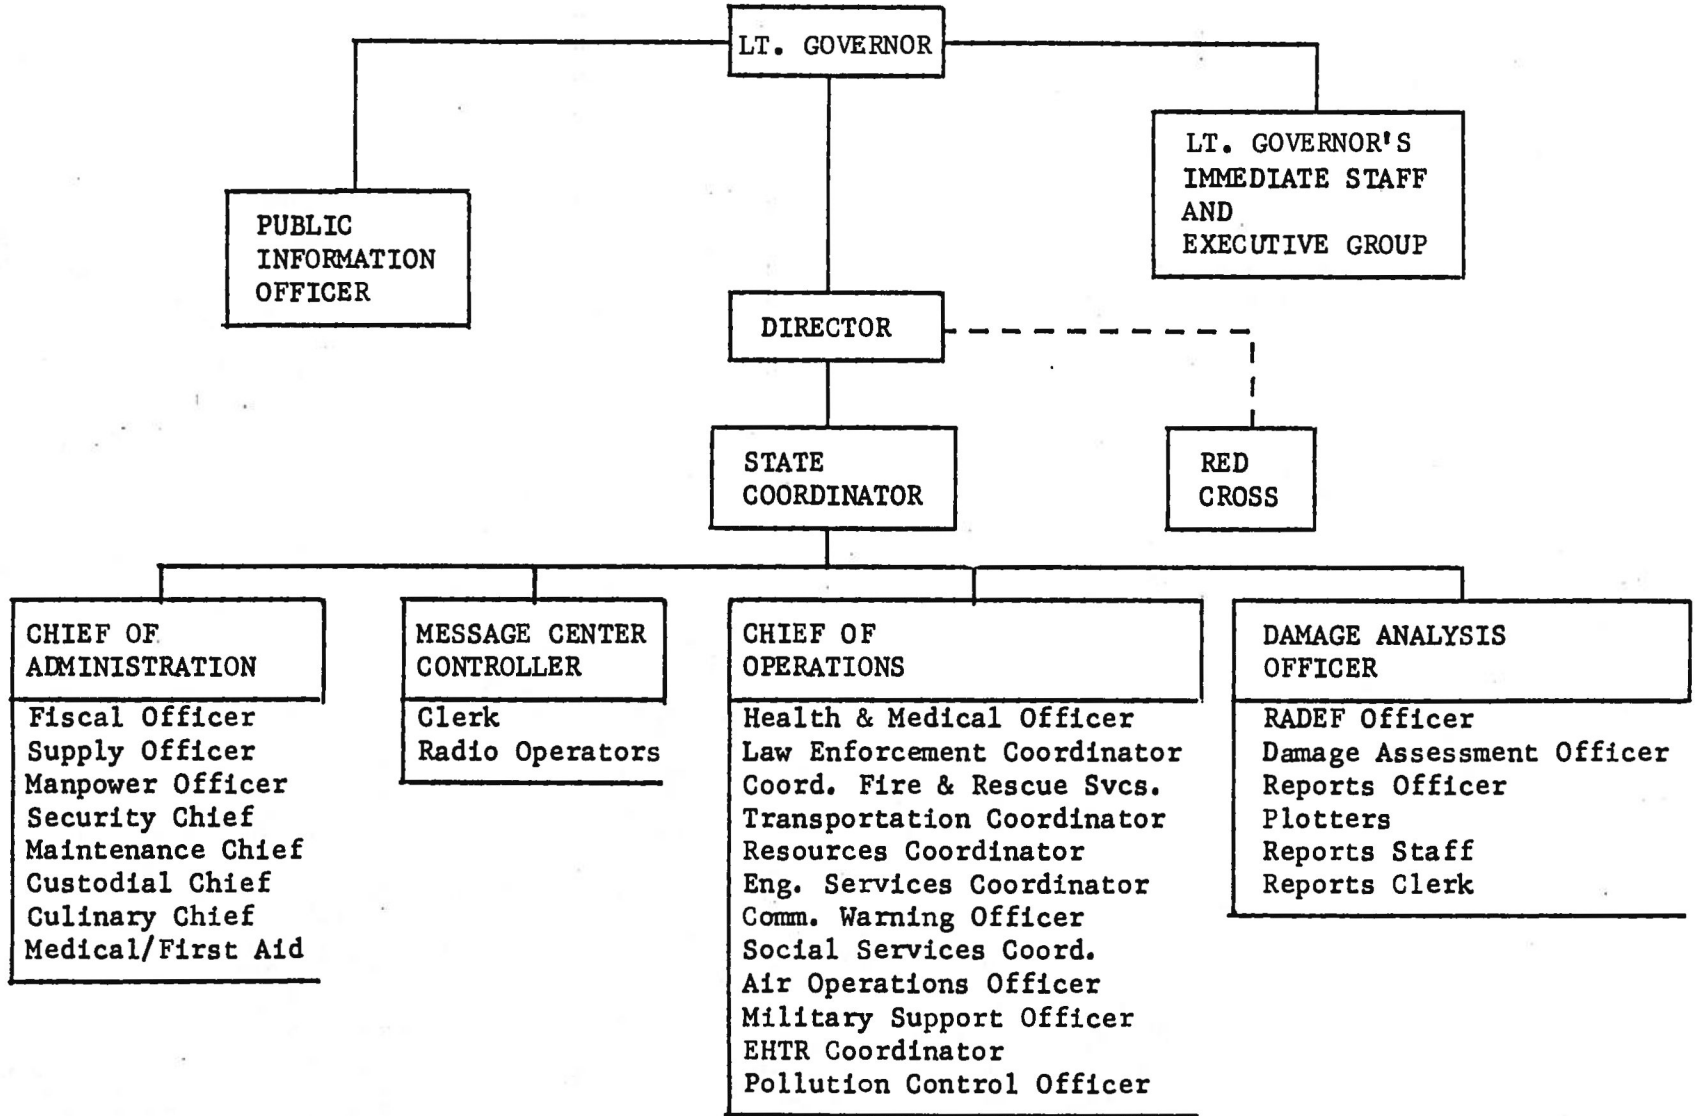 LT. GOVERNOR
LT. GOVERNOR'S
IMMEDIATE STAFF
AND
EXECUTIVE GROUP
PUBLIC
INFORMATION
OFFICER
DIRECTOR
STATE
COORDINATOR
RED
CROSS
CHIEF OF
ADMINISTRATION
Fiscal Officer
Supply Officer
Manpower Officer
Security Chief
Maintenance Chief
Custodial Chief
Culinary Chief
Medical/First Aid
MESSAGE CENTER
CONTROLLER
Clerk
Radio Operators
CHIEF OF
OPERATIONS
Health & Medical Officer
Law Enforcement Coordinator
Coord. Fire & Rescue Svcs.
Transportation Coordinator
Resources Coordinator
Eng. Services Coordinator
Comm. Warning Officer
Social Services Coord.
Air Operations Officer
Military Support Officer
EHTR Coordinator
Pollution Control Officer
DAMAGE ANALYSIS
OFFICER
RADEF Officer
Damage Assessment Officer
Reports Officer
Plotters
Reports Staff
Reports Clerk